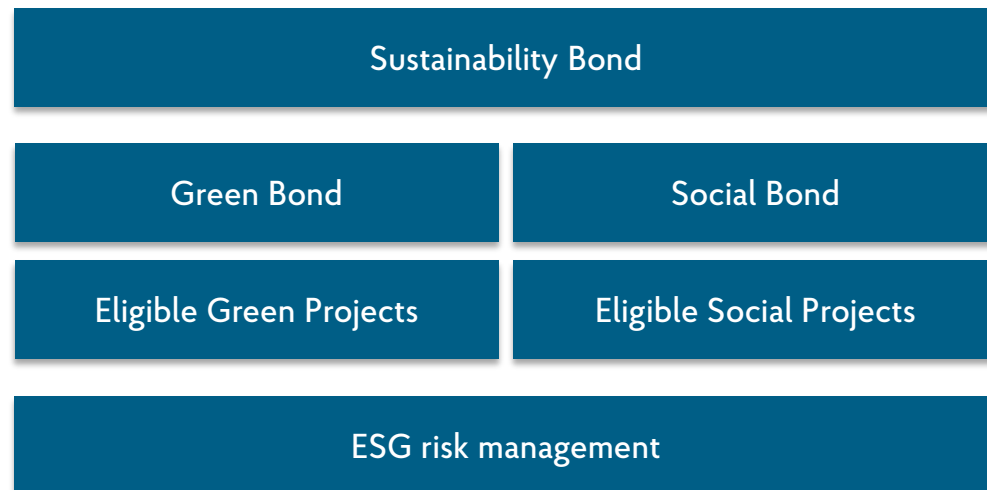 Sustainability Bond
Green Bond
Social Bond
Eligible Green Projects
Eligible Social Projects
ESG risk management